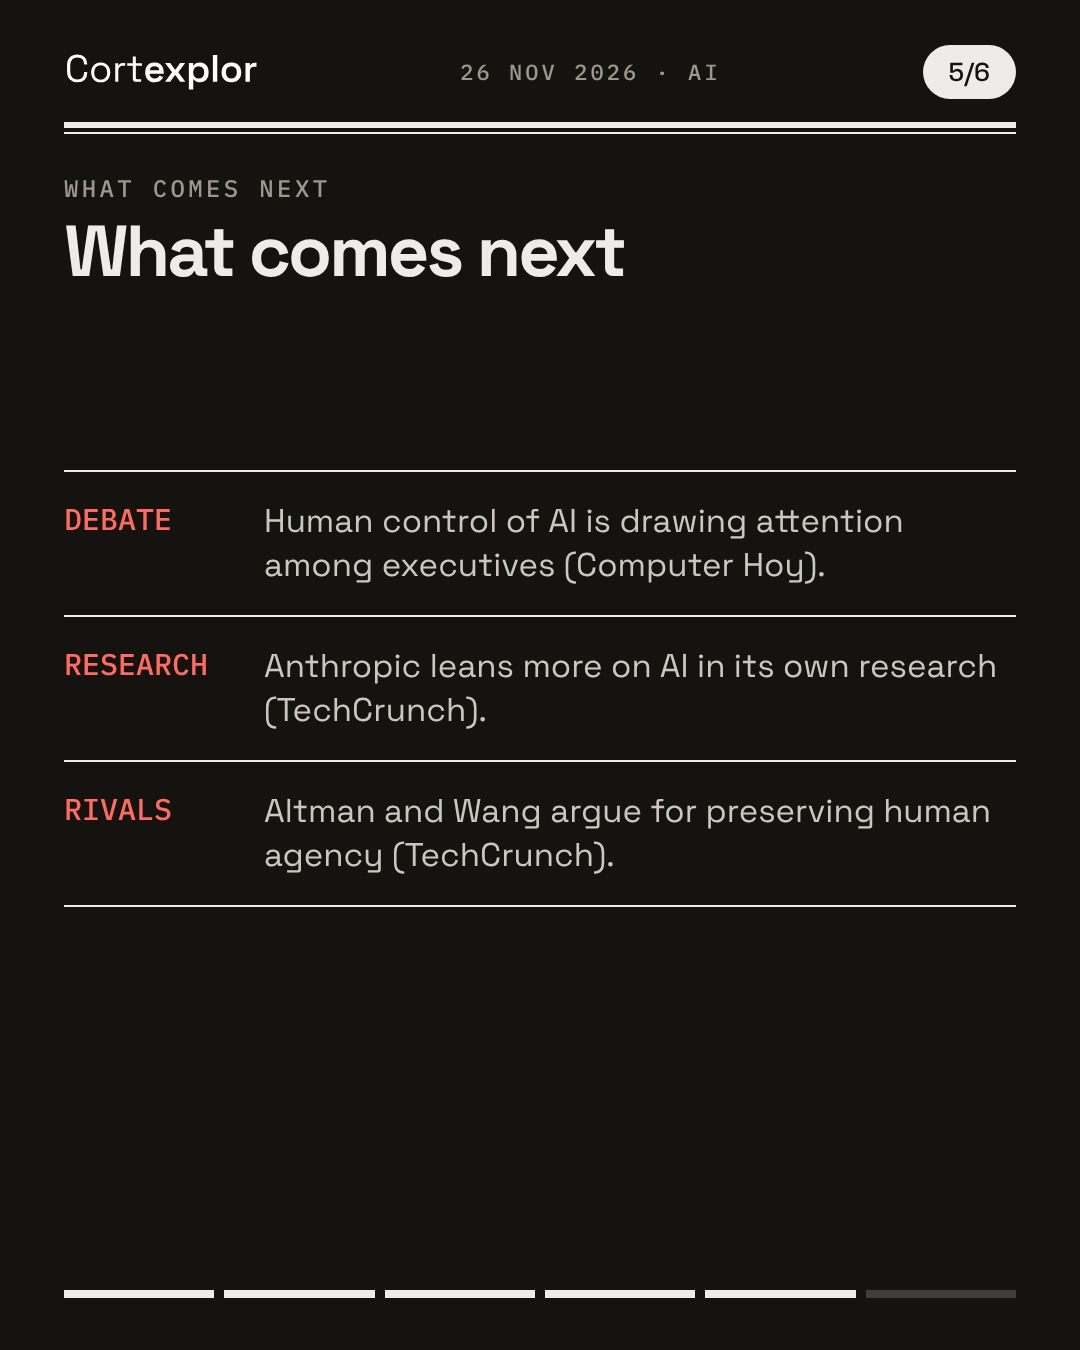 Cortexplor
26 NOV 2026 · AI
5/6
WHAT COMES NEXT
What comes next
DEBATE
Human control of AI is drawing attention
among executives (Computer Hoy).
RESEARCH
Anthropic leans more on AI in its own research
(TechCrunch).
RIVALS
Altman and Wang argue for preserving human
agency (TechCrunch).